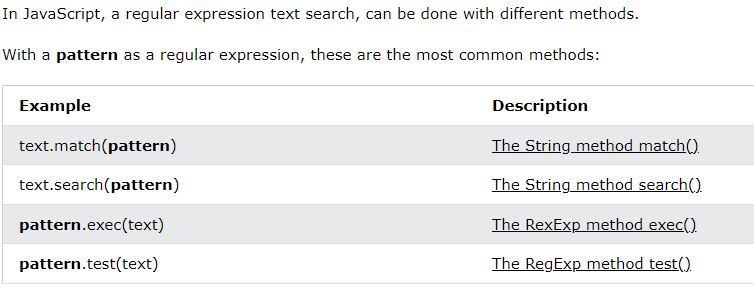 In JavaScript, a regular expression text search, can be done with different methods.
With a pattern as a regular expression, these are the most common methods:
Example Description
text.match(pattern) The String method match()
text.search(pattern) The String method search()
pattern.exec(text) The RexExp method exec()
pattern.test(text) The RegExp method test()